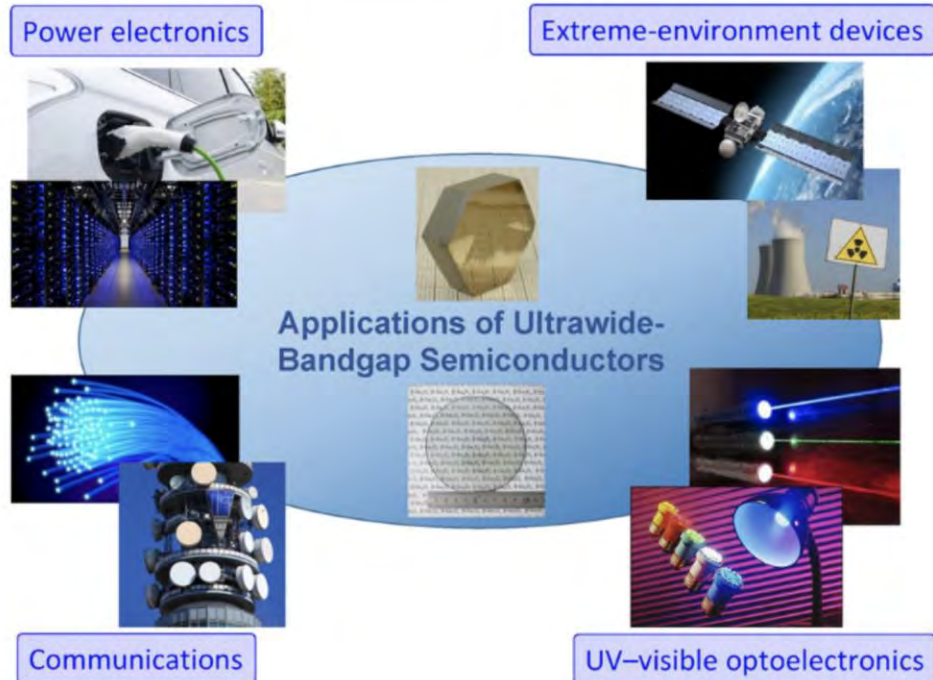 Power electronics
Extreme-environment devices
Applications of Ultrawide-
Bandgap Semiconductors
Communications
UV–visible optoelectronics